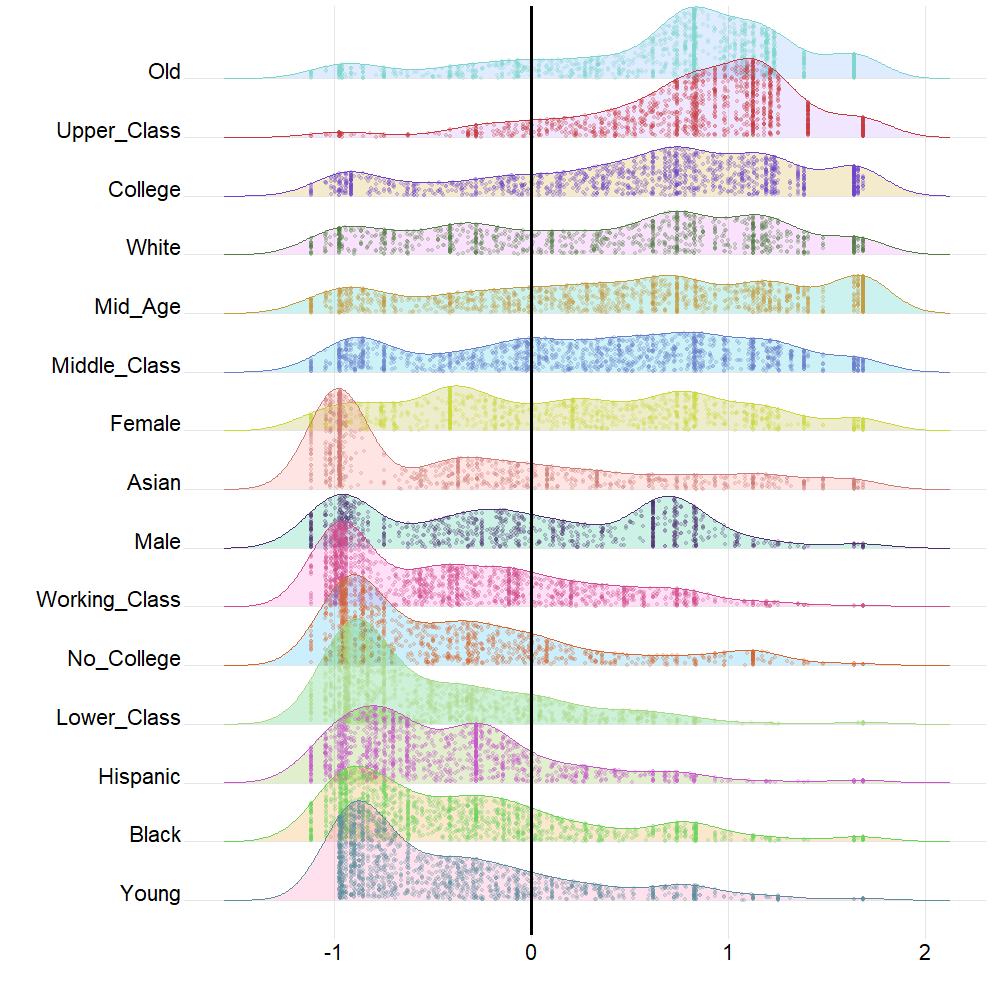 Old
Upper_Class
College
White
Mid_Age
Middle_Class
Female
Asian
Male
Working_Class
No_College
Lower_Class
Hispanic
Black
Young
-1 0 1 2